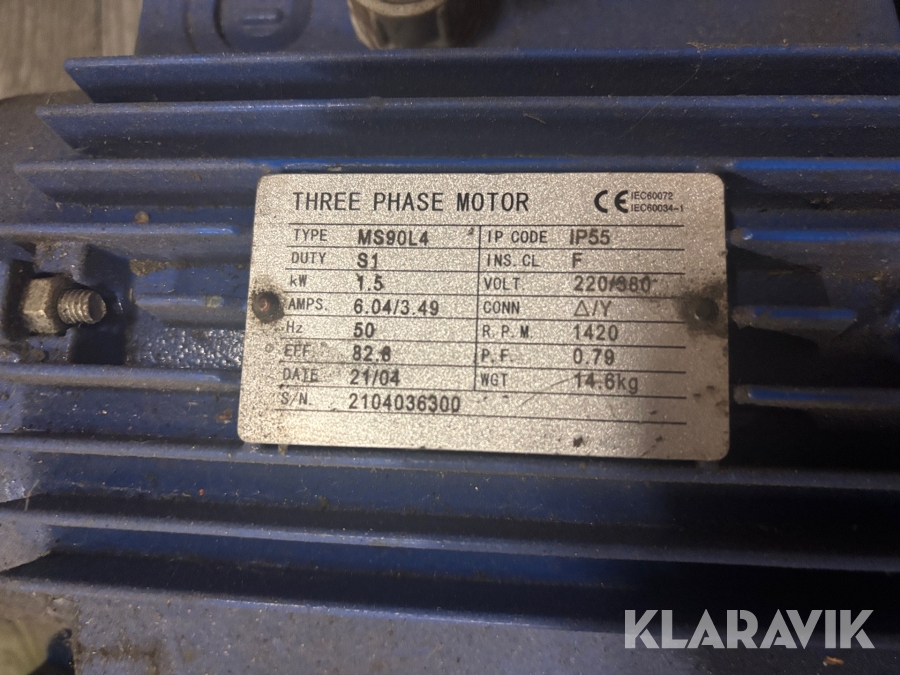 THREE PHASE MOTOR CE IEC60072
IEC60034-1
TYPE MS90L4 IP CODE IP55
DUTY S1 INS.CL F
kW 1.5 VOLT 220/380
AMPS. 6.04/3.49 CONN △/Y
Hz 50 R.P.M. 1420
EFF. 82.8 P.F. 0.79
DATE 21/04 WGT 14.6kg
S/N. 2104036300
KLARAVIK